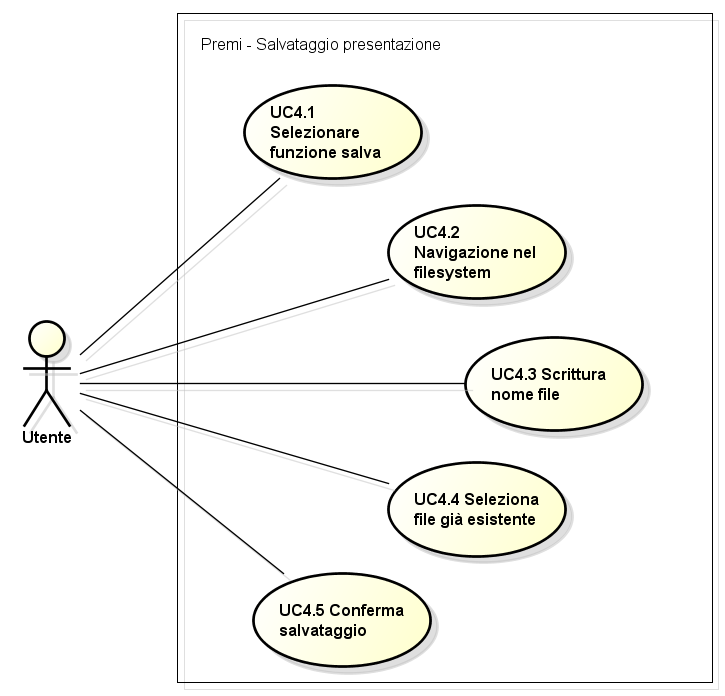 Premi - Salvataggio presentazione
UC4.1
Selezionare
funzione salva
UC4.2
Navigazione nel
filesystem
UC4.3 Scrittura
nome file
Utente
UC4.4 Seleziona
file già esistente
UC4.5 Conferma
salvataggio